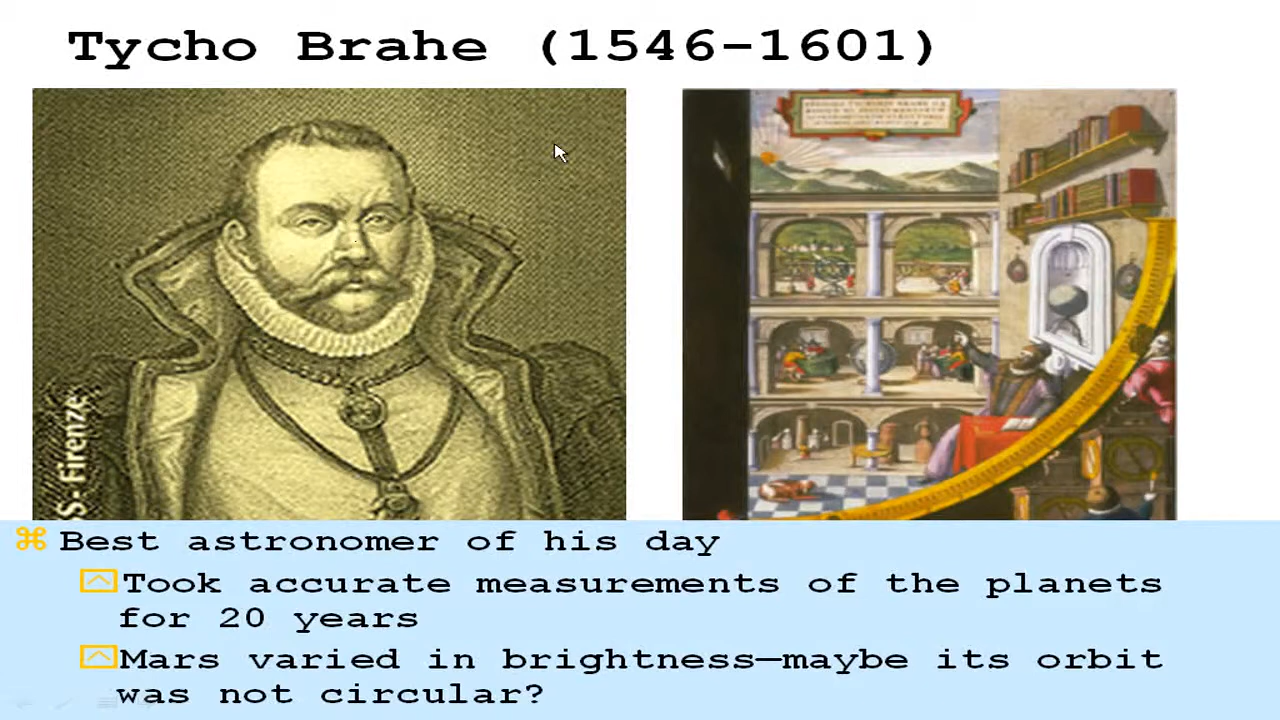 Tycho Brahe (1546–1601)
S- Firenze
Best astronomer of his day
Took accurate measurements of the planets
for 20 years
Mars varied in brightness—maybe its orbit
was not circular?